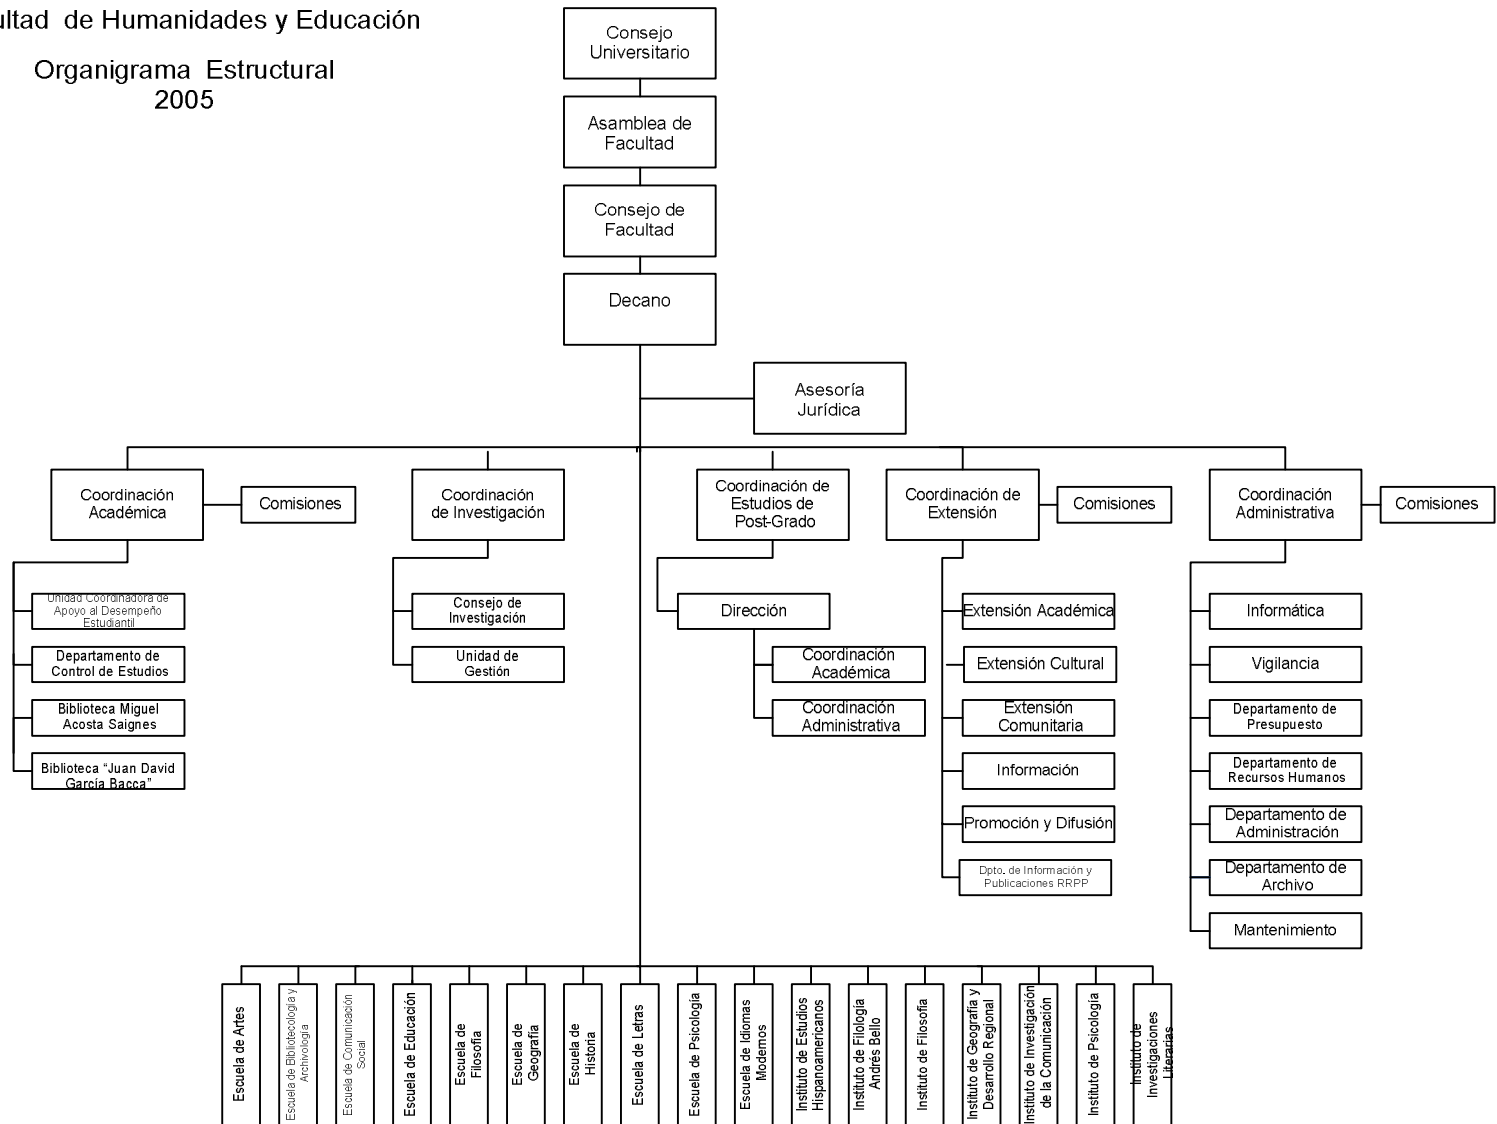 ultad de Humanidades y Educación
Organigrama Estructural
2005
Consejo
Universitario
Asamblea de
Facultad
Consejo de
Facultad
Decano
Asesoría
Jurídica
Coordinación
Académica
Comisiones
Coordinación
de Investigación
Coordinación de
Estudios de
Post-Grado
Coordinación de
Extensión
Comisiones
Coordinación
Administrativa
Comisiones
Unidad Coordinadora de
Apoyo al Desempeño
Estudiantil
Departamento de
Control de Estudios
Biblioteca Miguel
Acosta Saignes
Biblioteca “Juan David
García Bacca”
Consejo de
Investigación
Unidad de
Gestión
Dirección
Coordinación
Académica
Coordinación
Administrativa
Extensión Académica
Extensión Cultural
Extensión
Comunitaria
Información
Promoción y Difusión
Dpto. de Información y
Publicaciones RRPP
Informática
Vigilancia
Departamento de
Presupuesto
Departamento de
Recursos Humanos
Departamento de
Administración
Departamento de
Archivo
Mantenimiento
Escuela de Artes
Escuela de Bibliotecología y
Archivología
Escuela de Comunicación
Social
Escuela de Educación
Escuela de
Filosofía
Escuela de
Geografía
Escuela de
Historia
Escuela de Letras
Escuela de Psicología
Escuela de Idiomas
Modernos
Instituto de Estudios
Hispanoamericanos
Instituto de Filología
Andrés Bello
Instituto de Filosofía
Instituto de Geografía y
Desarrollo Regional
Instituto de Investigación
de la Comunicación
Instituto de Psicología
Instituto de
Investigaciones
Literarias